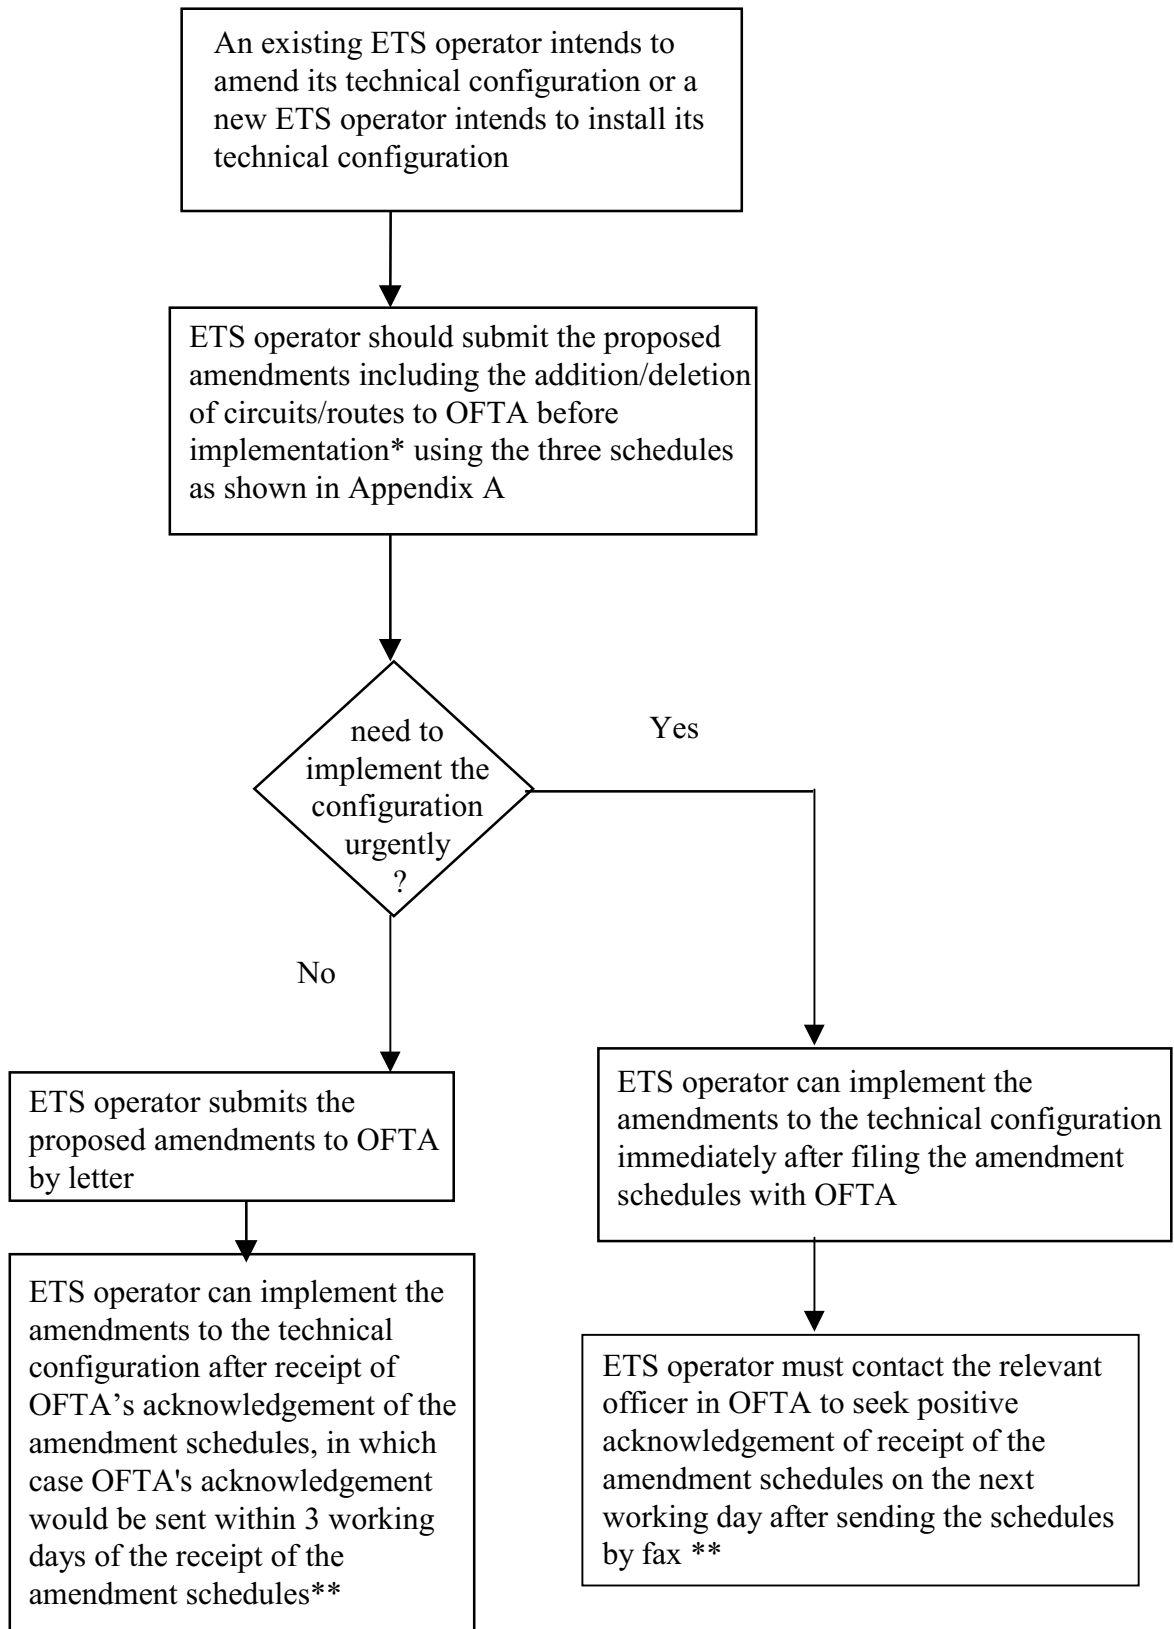 An existing ETS operator intends to
amend its technical configuration or a
new ETS operator intends to install its
technical configuration
ETS operator should submit the proposed
amendments including the addition/deletion
of circuits/routes to OFTA before
implementation* using the three schedules
as shown in Appendix A
need to
implement the
configuration
urgently
?
Yes
No
ETS operator submits the
proposed amendments to OFTA
by letter
ETS operator can implement the
amendments to the technical
configuration after receipt of
OFTA’s acknowledgement of the
amendment schedules, in which
case OFTA's acknowledgement
would be sent within 3 working
days of the receipt of the
amendment schedules**
ETS operator can implement the
amendments to the technical configuration
immediately after filing the amendment
schedules with OFTA
ETS operator must contact the relevant
officer in OFTA to seek positive
acknowledgement of receipt of the
amendment schedules on the next
working day after sending the schedules
by fax **